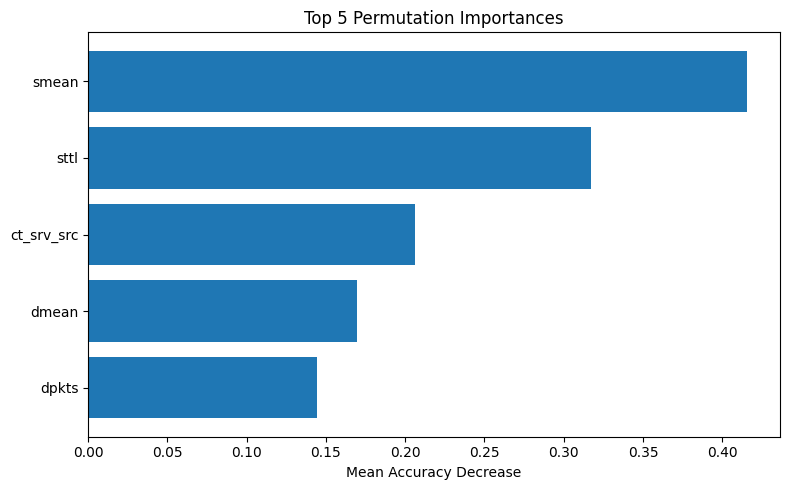 Top 5 Permutation Importances
smean
sttl
ct_srv_src
dmean
dpkts
0.00 0.05 0.10 0.15 0.20 0.25 0.30 0.35 0.40
Mean Accuracy Decrease